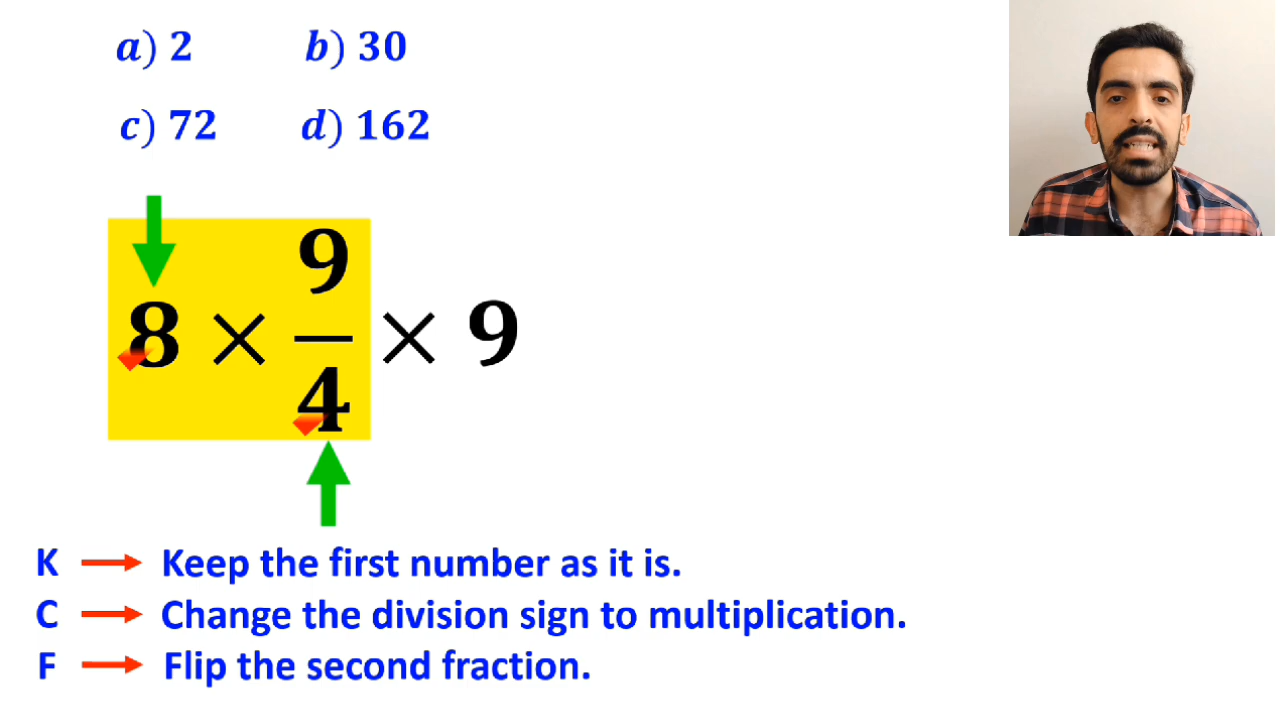 a) 2 b) 30
c) 72 d) 162
8 × 9/4 × 9
K → Keep the first number as it is.
C → Change the division sign to multiplication.
F → Flip the second fraction.